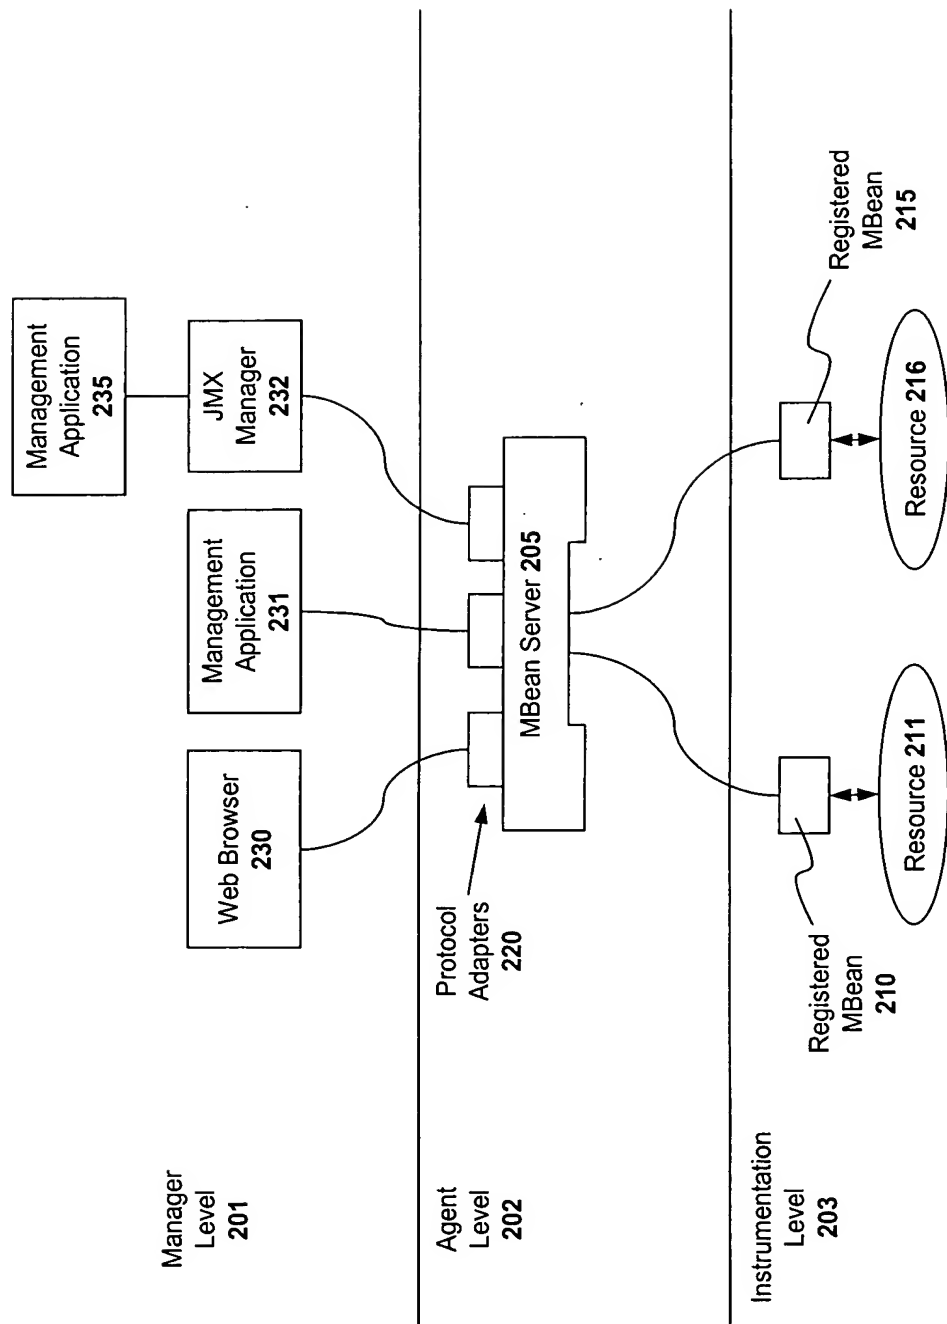 Management
Application
235
Manager
Level
201
Web Browser
230
Management
Application
231
JMX
Manager
232
Agent
Level
202
Protocol
Adapters
220
MBean Server 205
Instrumentation
Level
203
Registered
MBean
210
Registered
MBean
215
Resource 211
Resource 216